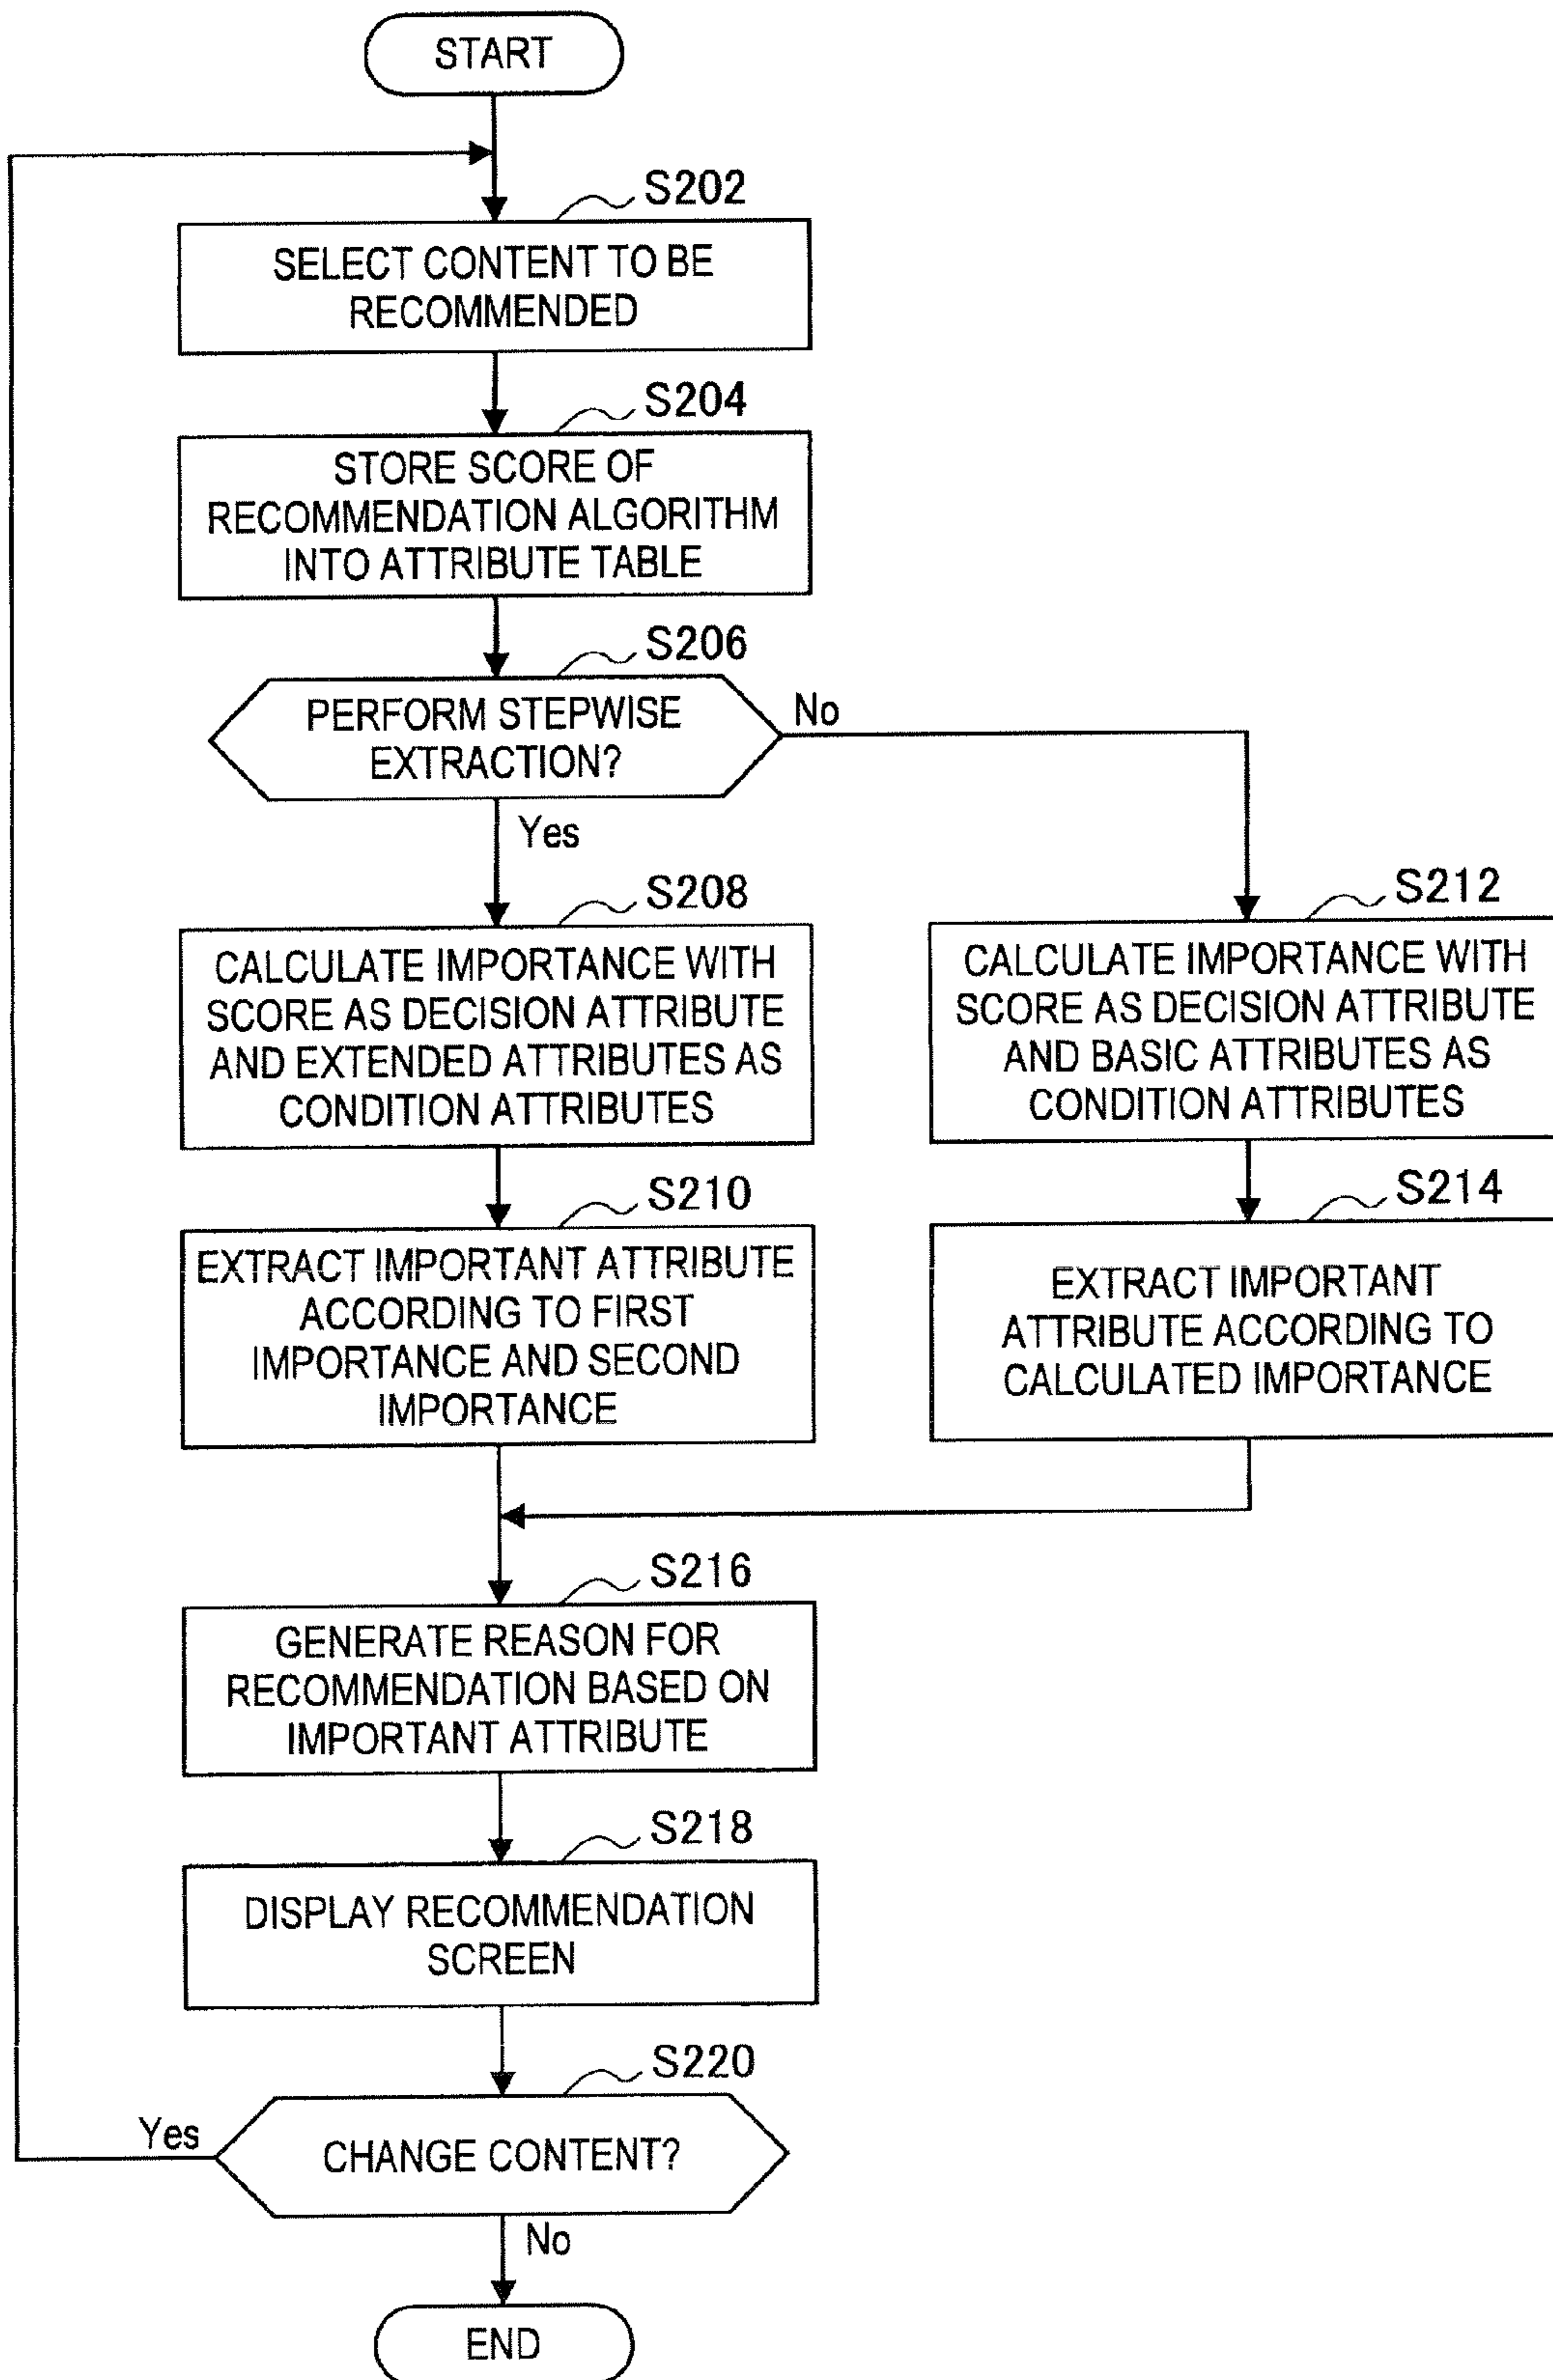 START
S202
SELECT CONTENT TO BE
RECOMMENDED
S204
STORE SCORE OF
RECOMMENDATION ALGORITHM
INTO ATTRIBUTE TABLE
S206
PERFORM STEPWISE
EXTRACTION?
No
Yes
S208
CALCULATE IMPORTANCE WITH
SCORE AS DECISION ATTRIBUTE
AND EXTENDED ATTRIBUTES AS
CONDITION ATTRIBUTES
S212
CALCULATE IMPORTANCE WITH
SCORE AS DECISION ATTRIBUTE
AND BASIC ATTRIBUTES AS
CONDITION ATTRIBUTES
S210
EXTRACT IMPORTANT ATTRIBUTE
ACCORDING TO FIRST
IMPORTANCE AND SECOND
IMPORTANCE
S214
EXTRACT IMPORTANT
ATTRIBUTE ACCORDING TO
CALCULATED IMPORTANCE
S216
GENERATE REASON FOR
RECOMMENDATION BASED ON
IMPORTANT ATTRIBUTE
S218
DISPLAY RECOMMENDATION
SCREEN
S220
Yes
CHANGE CONTENT?
No
END